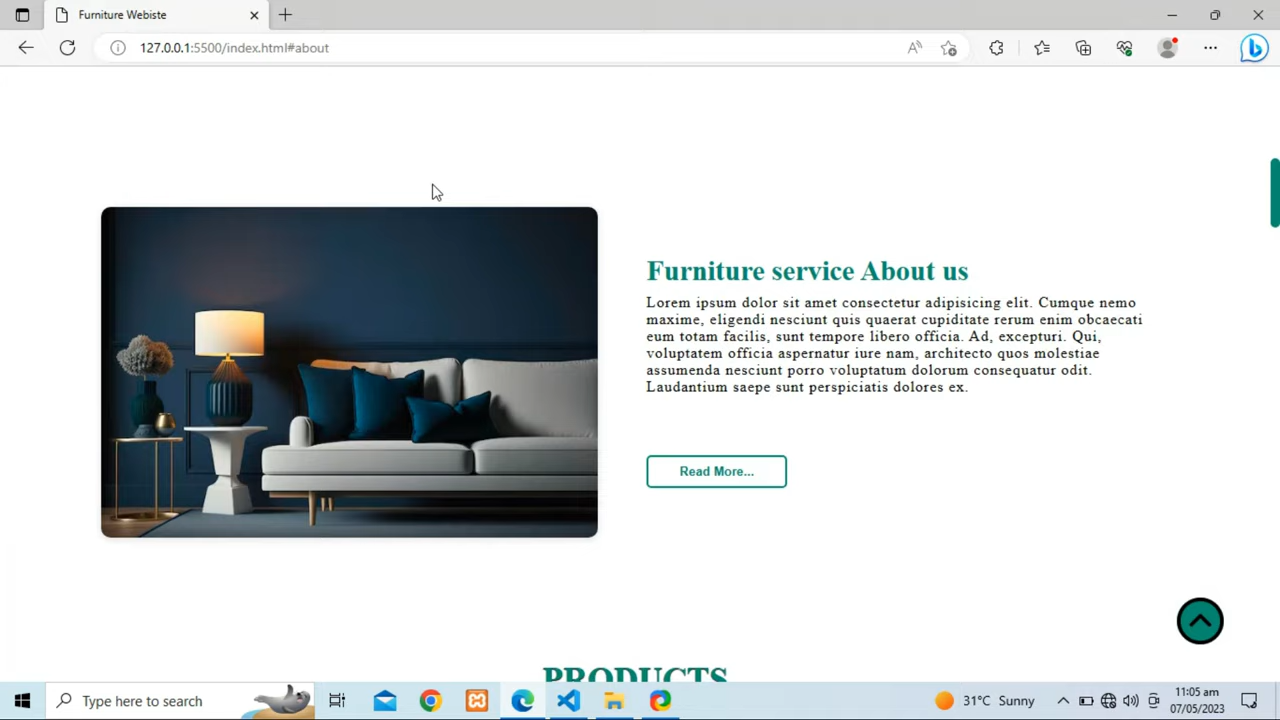 Furniture Webiste
127.0.0.1:5500/index.html#about
Furniture service About us
Lorem ipsum dolor sit amet consectetur adipisicing elit. Cumque nemo
maxime, eligendi nesciunt quis quaerat cupiditate rerum enim obcaecati
eum totam facilis, sunt tempore libero officia. Ad, excepturi. Qui,
voluptatem officia aspernatur iure nam, architecto quos molestiae
assumenda nesciunt porro voluptatum dolorum consequatur odit.
Laudantium saepe sunt perspiciatis dolores ex.
Read More...
PRODUCTS
Type here to search
31°C Sunny
11:05 am
07/05/2023